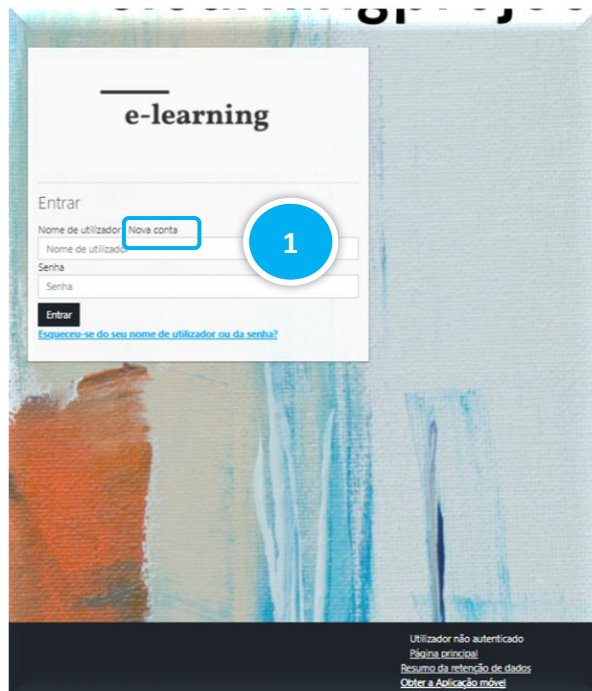 e-learning
Entrar
Nome de utilizador Nova conta
1
Nome de utilizador
Senha
Senha
Entrar
Esqueceu-se do seu nome de utilizador ou da senha?
Utilizador não autenticado
Página principal
Resumo da retenção de dados
Obter a Aplicação móvel